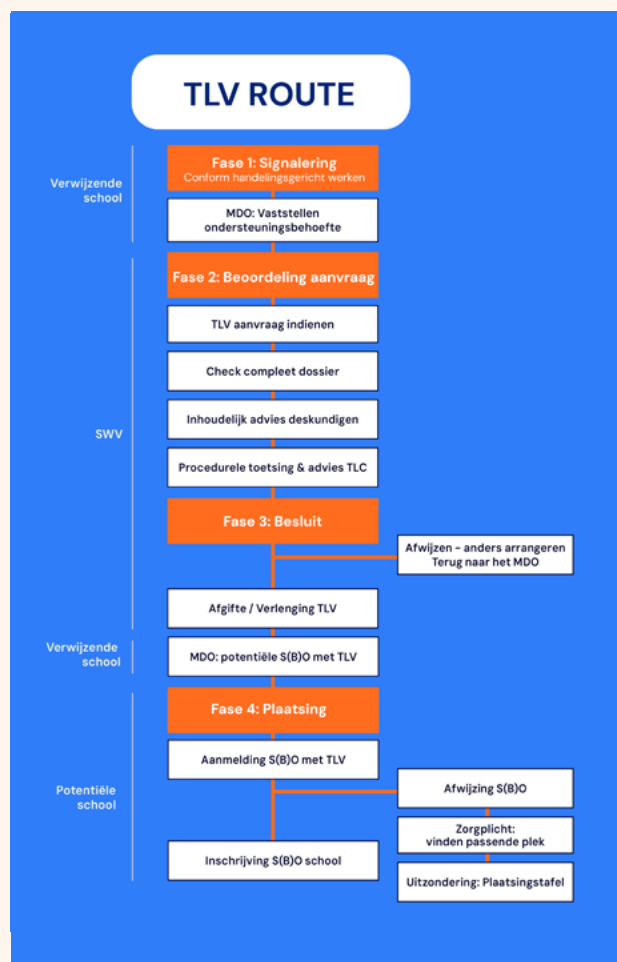 TLV ROUTE
Verwijzende
school
Fase 1: Signalering
Conform handelingsgericht werken
MDO: Vaststellen
ondersteuningsbehoefte
SWV
Fase 2: Beoordeling aanvraag
TLV aanvraag indienen
Check compleet dossier
Inhoudelijk advies deskundigen
Procedurele toetsing & advies TLC
Fase 3: Besluit
Afwijzen - anders arrangeren
Terug naar het MDO
Afgifte / Verlenging TLV
Verwijzende
school
MDO: potentiële S(B)O met TLV
Potentiële
school
Fase 4: Plaatsing
Aanmelding S(B)O met TLV
Afwijzing S(B)O
Zorgplicht:
vinden passende plek
Inschrijving S(B)O school
Uitzondering: Plaatsingstafel